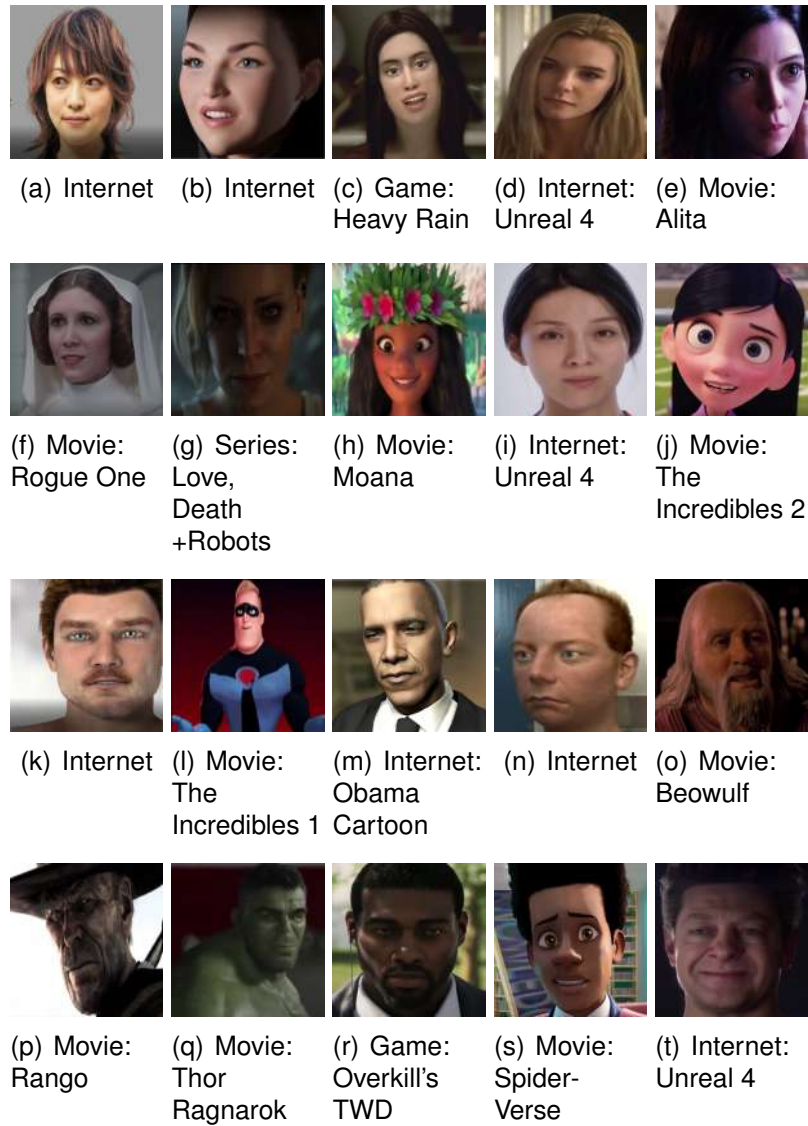 (a) Internet
(b) Internet
(c) Game:
Heavy Rain
(d) Internet:
Unreal 4
(e) Movie:
Alita
(f) Movie:
Rogue One
(g) Series:
Love,
Death
+Robots
(h) Movie:
Moana
(i) Internet:
Unreal 4
(j) Movie:
The
Incredibles 2
(k) Internet
(l) Movie:
The
Incredibles 1
(m) Internet:
Obama
Cartoon
(n) Internet
(o) Movie:
Beowulf
(p) Movie:
Rango
(q) Movie:
Thor
Ragnarok
(r) Game:
Overkill's
TWD
(s) Movie:
Spider-
Verse
(t) Internet:
Unreal 4